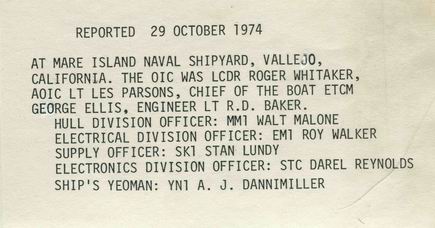 REPORTED 29 OCTOBER 1974
AT MARE ISLAND NAVAL SHIPYARD, VALLEJO,
CALIFORNIA. THE OIC WAS LCDR ROGER WHITAKER,
AOIC LT LES PARSONS, CHIEF OF THE BOAT ETCM
GEORGE ELLIS, ENGINEER LT R.D. BAKER.
HULL DIVISION OFFICER: MM1 WALT MALONE
ELECTRICAL DIVISION OFFICER: EM1 ROY WALKER
SUPPLY OFFICER: SK1 STAN LUNDY
ELECTRONICS DIVISION OFFICER: STC DAREL REYNOLDS
SHIP'S YEOMAN: YN1 A. J. DANNIMILLER